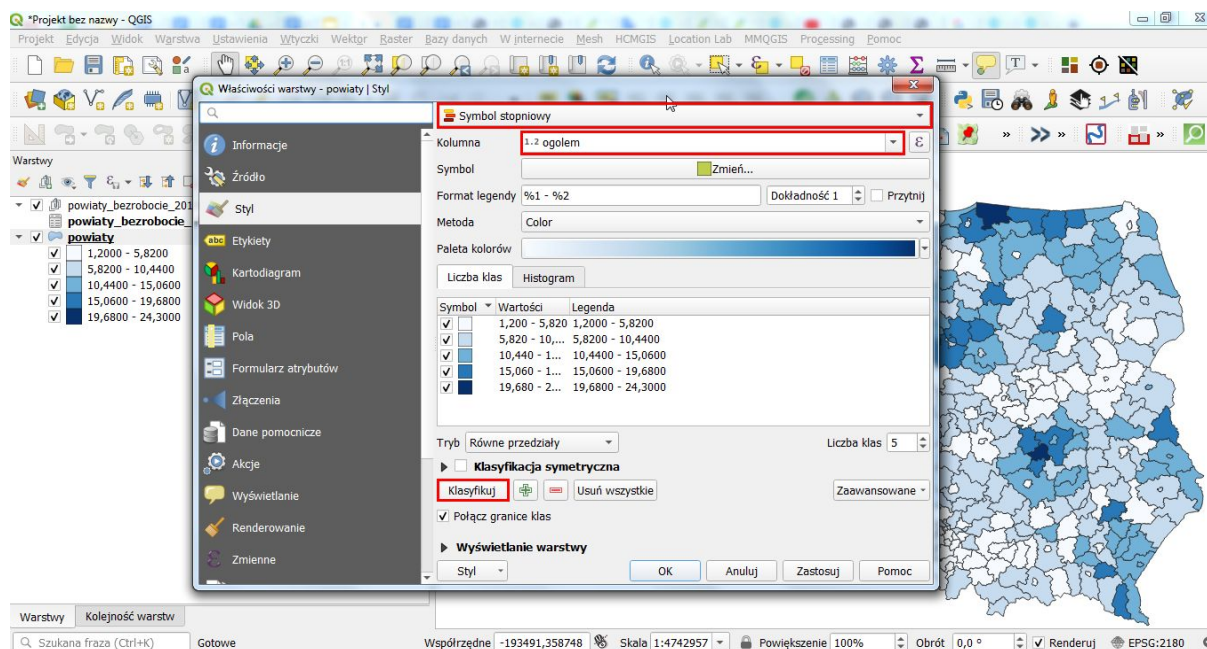 *Projekt bez nazwy - QGIS
Projekt Edycja Widok Warstwa Ustawienia Wtyczki Wektor Raster Bazy danych W internecie Mesh HCMGIS Location Lab MMQGIS Processing Pomoc
Właściwości warstwy - powiaty | Styl
Informacje
Źródło
Styl
Etykiety
Kartodiagram
Widok 3D
Pola
Formularz atrybutów
Złączenia
Dane pomocnicze
Akcje
Wyświetlanie
Renderowanie
Zmienne
Symbol stopniowy
Kolumna 1.2 ogolem ε
Symbol Zmień...
Format legendy %1 - %2 Dokładność 1 Przytnij
Metoda Color
Paleta kolorów
Liczba klas Histogram
Symbol Wartości Legenda
1,200 - 5,820 1,2000 - 5,8200
5,820 - 10,... 5,8200 - 10,4400
10,440 - 1... 10,4400 - 15,0600
15,060 - 1... 15,0600 - 19,6800
19,680 - 2... 19,6800 - 24,3000
Tryb Równe przedziały Liczba klas 5
Klasyfikacja symetryczna
Klasyfikuj Usuń wszystkie Zaawansowane
Połącz granice klas
Wyświetlanie warstwy
Styl OK Anuluj Zastosuj Pomoc
Warstwy
powiaty_bezrobocie_201
powiaty_bezrobocie_
powiaty
1,2000 - 5,8200
5,8200 - 10,4400
10,4400 - 15,0600
15,0600 - 19,6800
19,6800 - 24,3000
Warstwy Kolejność warstw
Szukana fraza (Ctrl+K) Gotowe Współrzędne -193491,358748 Skala 1:4742957 Powiększenie 100% Obrót 0,0 ° Renderuj EPSG:2180